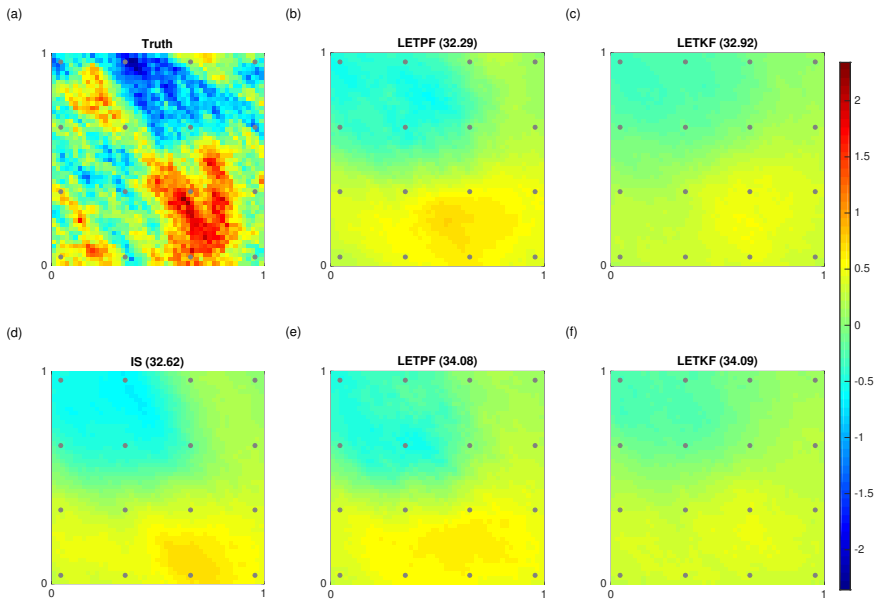 (a)
(b)
(c)
Truth
LETPF (32.29)
LETKF (32.92)
1
1
1
0
0
0
0
1
0
1
0
1
2
1.5
1
0.5
0
-0.5
-1
-1.5
-2
(d)
(e)
(f)
IS (32.62)
LETPF (34.08)
LETKF (34.09)
1
1
1
0
0
0
0
1
0
1
0
1